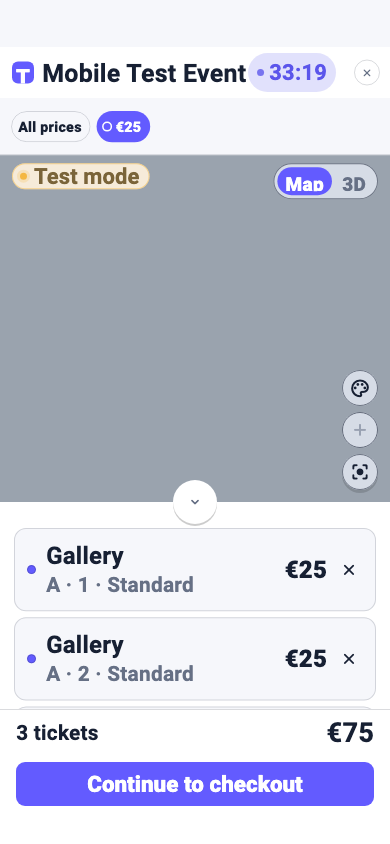 T Mobile Test Event
33:19
All prices
€25
Test mode
Map
3D
Gallery
A · 1 · Standard
€25
Gallery
A · 2 · Standard
€25
3 tickets
€75
Continue to checkout